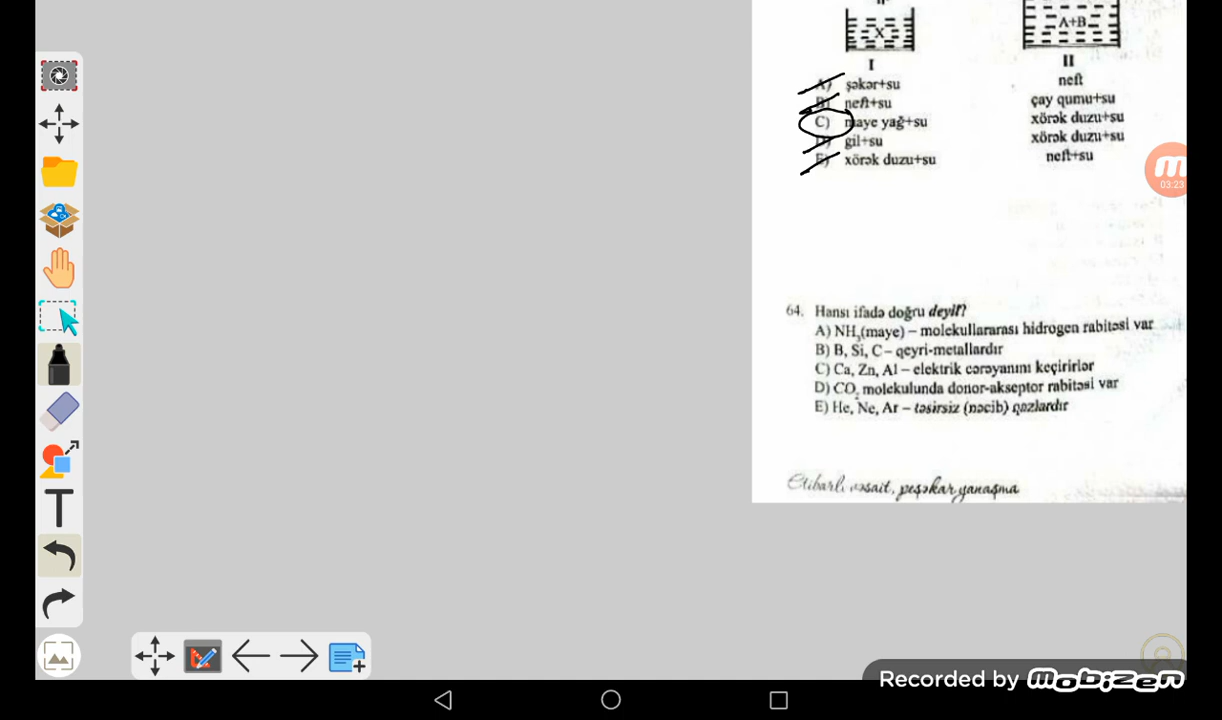 X
A+B
I
II
A) şəkər+su
neft
B) neft+su
çay qumu+su
C) maye yağ+su
xörək duzu+su
D) gil+su
xörək duzu+su
E) xörək duzu+su
neft+su
03:23
64. Hansı ifadə doğru deyil?
A) NH₃(maye) – molekullararası hidrogen rabitəsi var
B) B, Si, C – qeyri-metallardır
C) Ca, Zn, Al – elektrik cərəyanını keçirirlər
D) CO₂ molekulunda donor-akseptor rabitəsi var
E) He, Ne, Ar – təsirsiz (nəcib) qazlardır
Etibarlı vəsait, peşəkar yanaşma
T
Recorded by mobizen